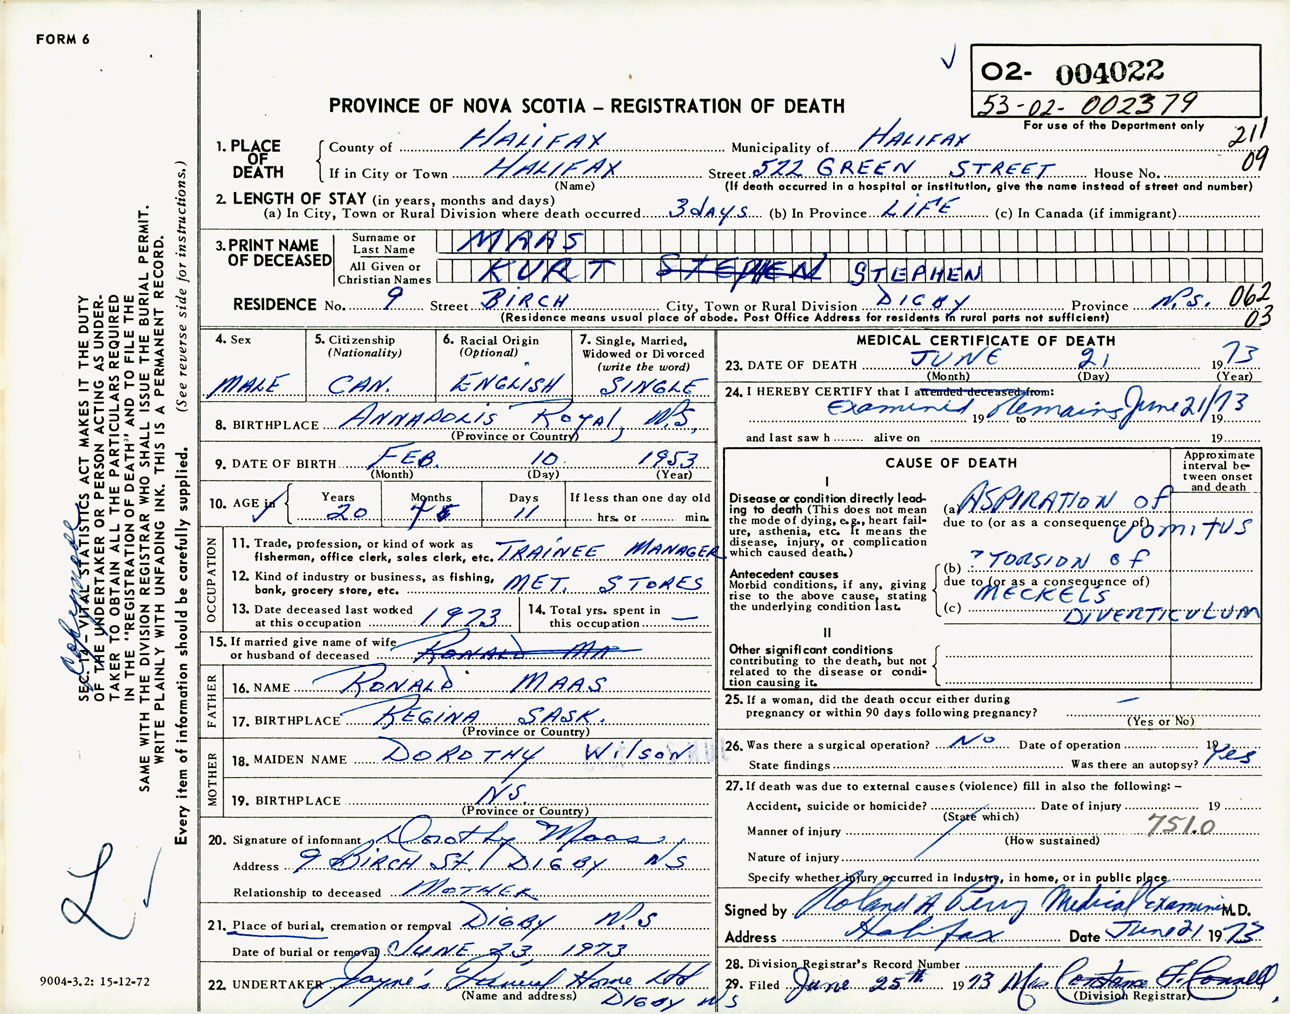 FORM 6
O2- 004022
53-02- 002379
For use of the Department only
211
09
PROVINCE OF NOVA SCOTIA – REGISTRATION OF DEATH
1. PLACE OF DEATH
County of HALIFAX Municipality of HALIFAX
If in City or Town HALIFAX Street 522 GREEN STREET House No.
(Name) (If death occurred in a hospital or institution, give the name instead of street and number)
2. LENGTH OF STAY (in years, months and days)
(a) In City, Town or Rural Division where death occurred 3 days (b) In Province LIFE (c) In Canada (if immigrant)
3. PRINT NAME OF DECEASED
Surname or Last Name MAAS
All Given or Christian Names KURT STEPHEN STEPHEN
RESIDENCE No. 9 Street BIRCH City, Town or Rural Division DIGBY Province N.S. 062
03
(Residence means usual place of abode. Post Office Address for residents in rural parts not sufficient)
4. Sex
MALE
5. Citizenship
(Nationality)
CAN.
6. Racial Origin
(Optional)
ENGLISH
7. Single, Married,
Widowed or Divorced
(write the word)
SINGLE
8. BIRTHPLACE ANNAPOLIS ROYAL, N.S.
(Province or Country)
9. DATE OF BIRTH FEB. 10 1953
(Month) (Day) (Year)
10. AGE in Years Months Days If less than one day old
20 4 11 hrs. or min.
OCCUPATION
11. Trade, profession, or kind of work as
fisherman, office clerk, sales clerk, etc. TRAINEE MANAGER
12. Kind of industry or business, as fishing,
bank, grocery store, etc. MET. STORES
13. Date deceased last worked
at this occupation 1973
14. Total yrs. spent in
this occupation —
15. If married give name of wife
or husband of deceased RONALD MA
FATHER
16. NAME RONALD MAAS
17. BIRTHPLACE REGINA SASK.
(Province or Country)
MOTHER
18. MAIDEN NAME DOROTHY WILSON
19. BIRTHPLACE NS.
(Province or Country)
20. Signature of informant Dorothy Maas
Address 9 BIRCH St. DIGBY NS
Relationship to deceased MOTHER
21. Place of burial, cremation or removal DIGBY N.S
Date of burial or removal JUNE 23, 1973
22. UNDERTAKER Jayne's Funeral Home Ltd
(Name and address) DIGBY NS
MEDICAL CERTIFICATE OF DEATH
23. DATE OF DEATH JUNE 21 1973
(Month) (Day) (Year)
24. I HEREBY CERTIFY that I attended deceased from:
Examined Remains June 21/73
19 to 19
and last saw h alive on 19
CAUSE OF DEATH
Approximate
interval be-
tween onset
and death
I
Disease or condition directly lead-
ing to death (This does not mean
the mode of dying, e.g., heart fail-
ure, asthenia, etc. It means the
disease, injury, or complication
which caused death.)
(a) ASPIRATION OF
due to (or as a consequence of) VOMITUS
Antecedent causes
Morbid conditions, if any, giving
rise to the above cause, stating
the underlying condition last.
(b) ? TORSION OF
due to (or as a consequence of)
MECKELS
(c) DIVERTICULUM
II
Other significant conditions
contributing to the death, but not
related to the disease or condi-
tion causing it.
25. If a woman, did the death occur either during
pregnancy or within 90 days following pregnancy? —
(Yes or No)
26. Was there a surgical operation? No Date of operation 19
State findings Was there an autopsy? Yes
27. If death was due to external causes (violence) fill in also the following: –
Accident, suicide or homicide? Date of injury 19
(State which)
Manner of injury 751.0
(How sustained)
Nature of injury
Specify whether injury occurred in Industry, in home, or in public place
Signed by Roland A Perry Medical Examiner M.D.
Address Halifax Date June 21 1973
28. Division Registrar's Record Number
29. Filed June 25th 1973 Mrs Constance F. Connell
(Division Registrar)
SEC. 14 – VITAL STATISTICS ACT MAKES IT THE DUTY
OF THE UNDERTAKER OR PERSON ACTING AS UNDER-
TAKER TO OBTAIN ALL THE PARTICULARS REQUIRED
IN THE "REGISTRATION OF DEATH" AND TO FILE THE
SAME WITH THE DIVISION REGISTRAR WHO SHALL ISSUE THE BURIAL PERMIT.
WRITE PLAINLY WITH UNFADING INK. THIS IS A PERMANENT RECORD.
Every item of information should be carefully supplied. (See reverse side for instructions.)
9004-3.2: 15-12-72